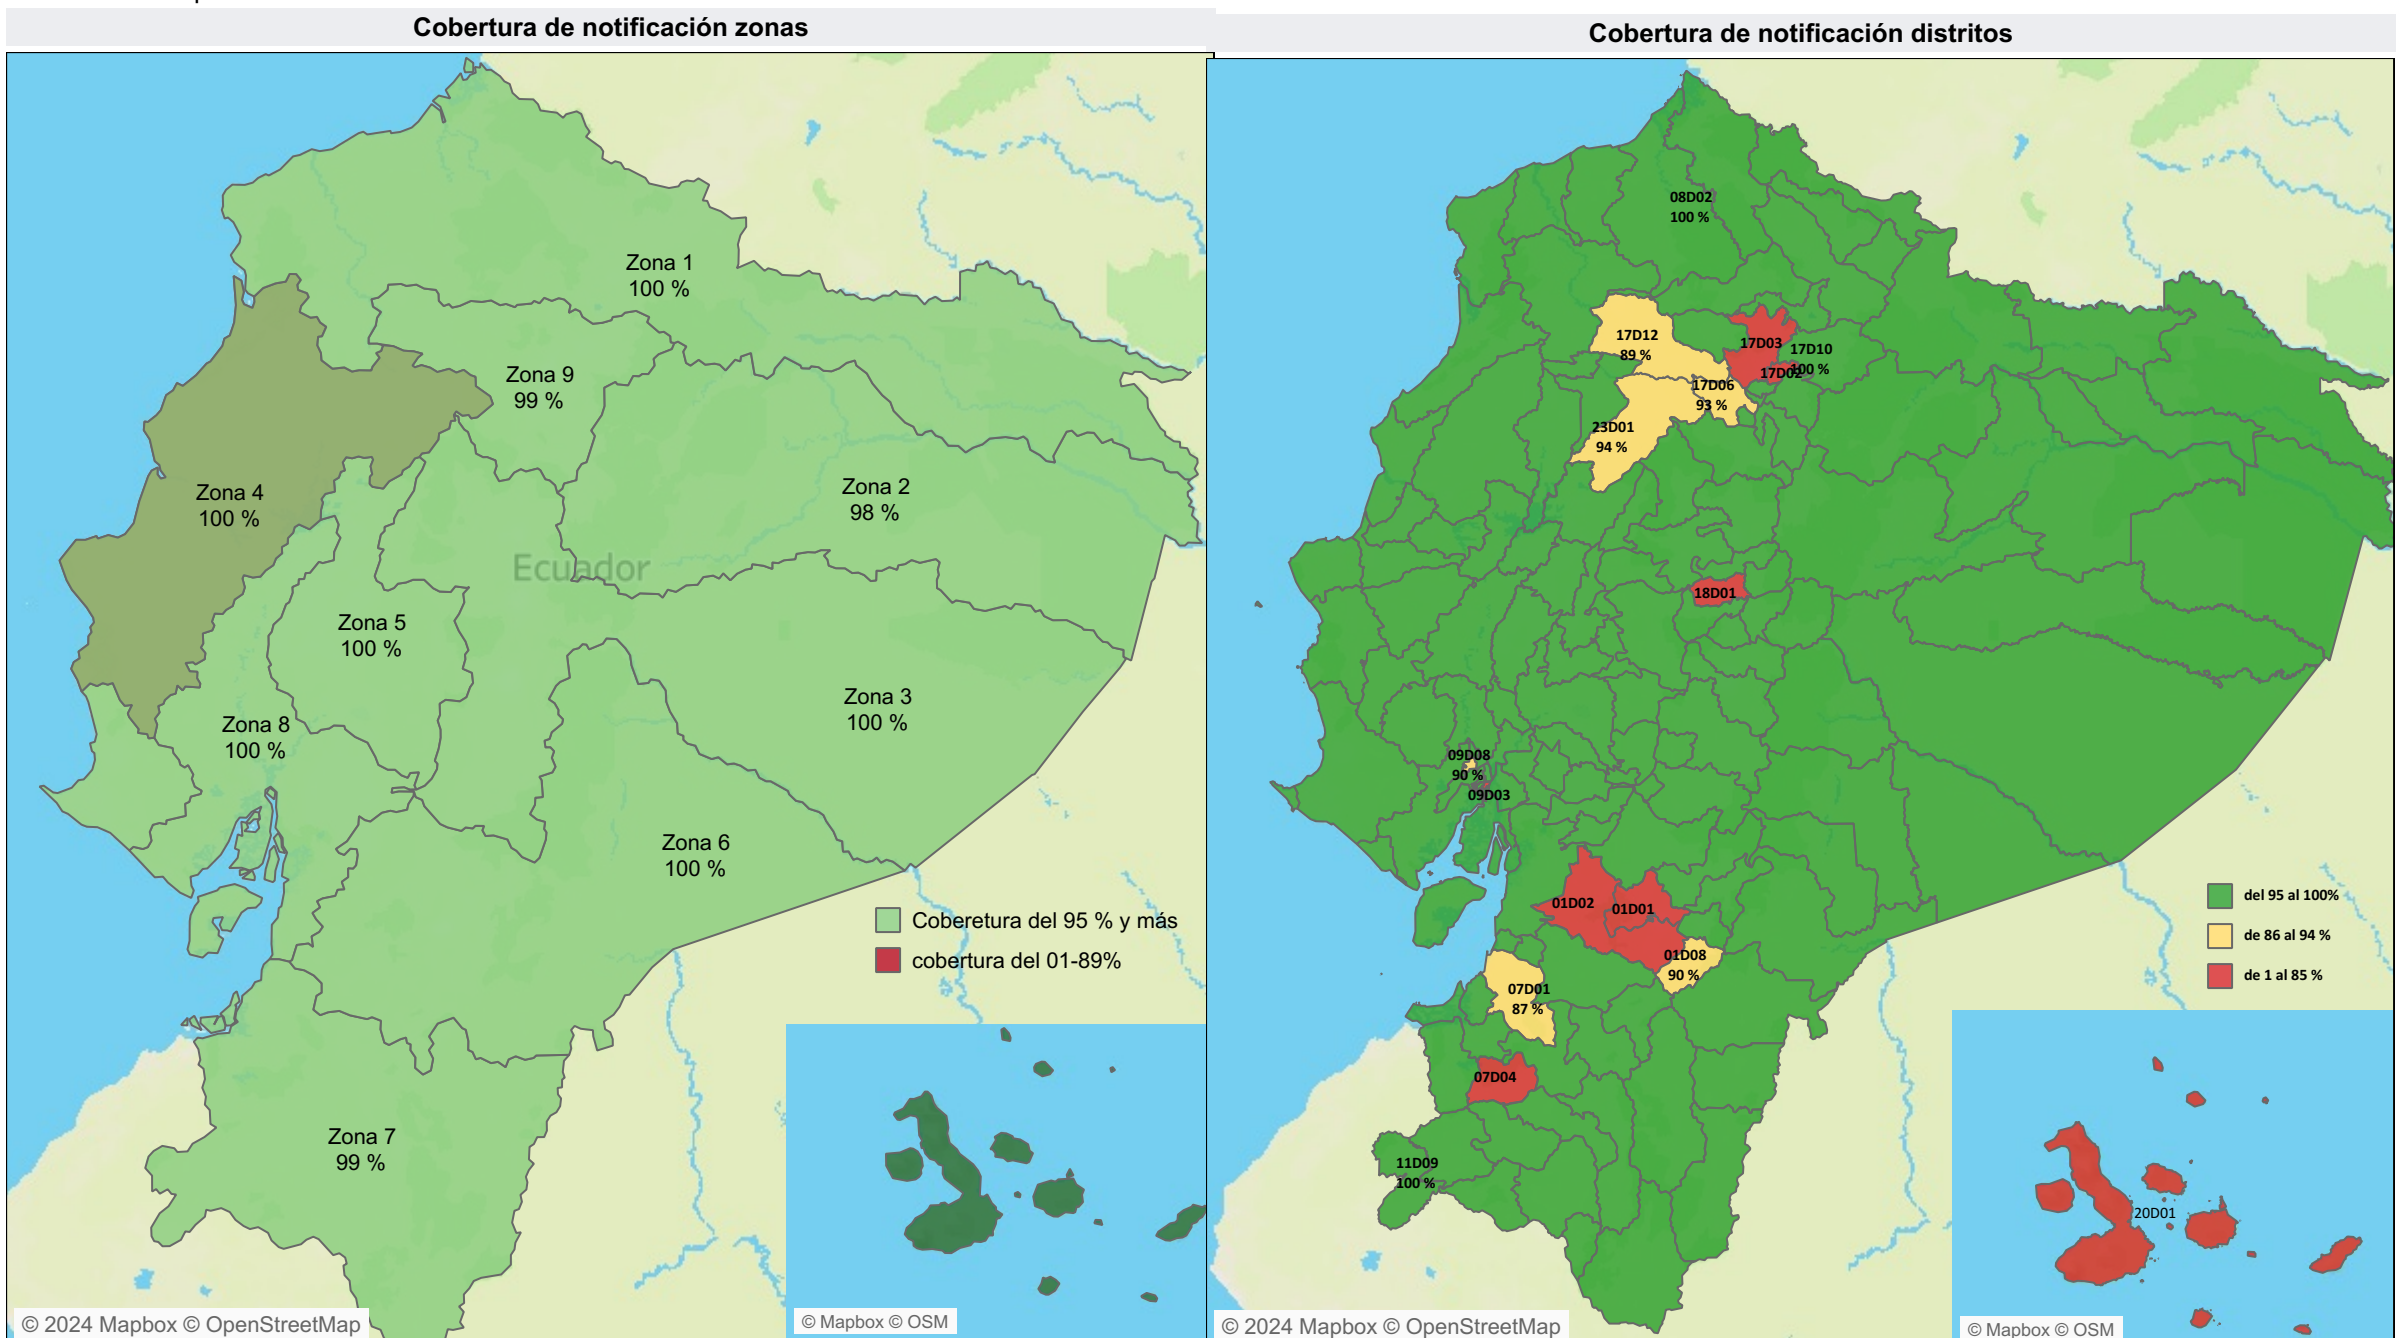 Cobertura de notificación zonas
Zona 1
100 %
Zona 9
99 %
Zona 4
100 %
Zona 2
98 %
Ecuador
Zona 5
100 %
Zona 3
100 %
Zona 8
100 %
Zona 6
100 %
Coberetura del 95 % y más
cobertura del 01-89%
Zona 7
99 %
© 2024 Mapbox © OpenStreetMap
© Mapbox © OSM
Cobertura de notificación distritos
08D02
100 %
17D12
89 %
17D03
17D10
100 %
17D02
17D06
93 %
23D01
94 %
18D01
09D08
90 %
09D03
01D02
01D01
01D08
90 %
07D01
87 %
07D04
11D09
100 %
del 95 al 100%
de 86 al 94 %
de 1 al 85 %
20D01
© 2024 Mapbox © OpenStreetMap
© Mapbox © OSM